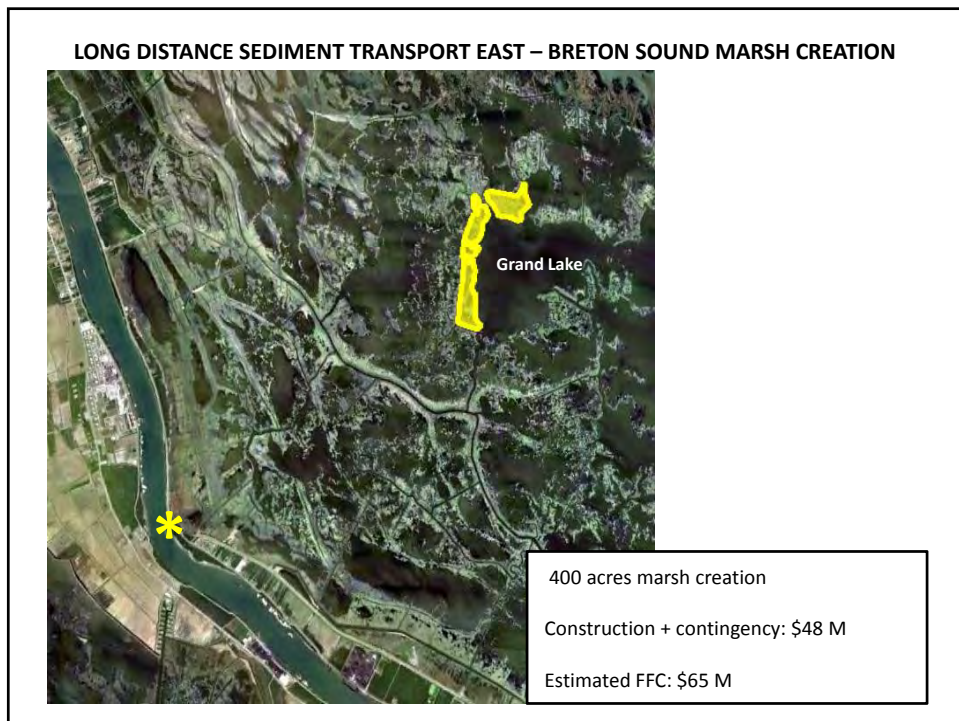 LONG DISTANCE SEDIMENT TRANSPORT EAST – BRETON SOUND MARSH CREATION
Grand Lake
*
400 acres marsh creation
Construction + contingency: $48 M
Estimated FFC: $65 M